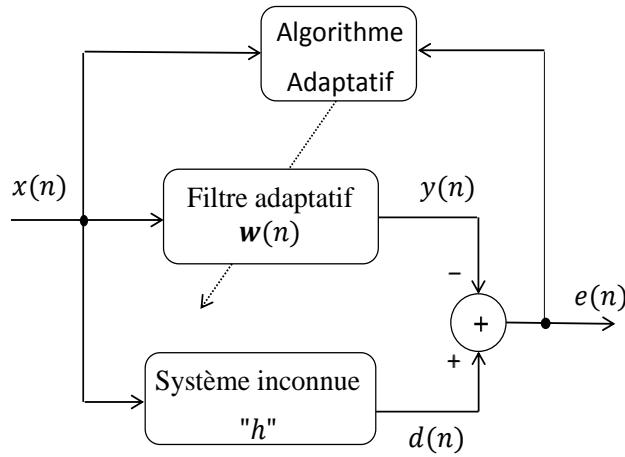 Algorithme
Adaptatif
x(n)
Filtre adaptatif
w(n)
y(n)
−
+
e(n)
+
Système inconnue
"h"
d(n)